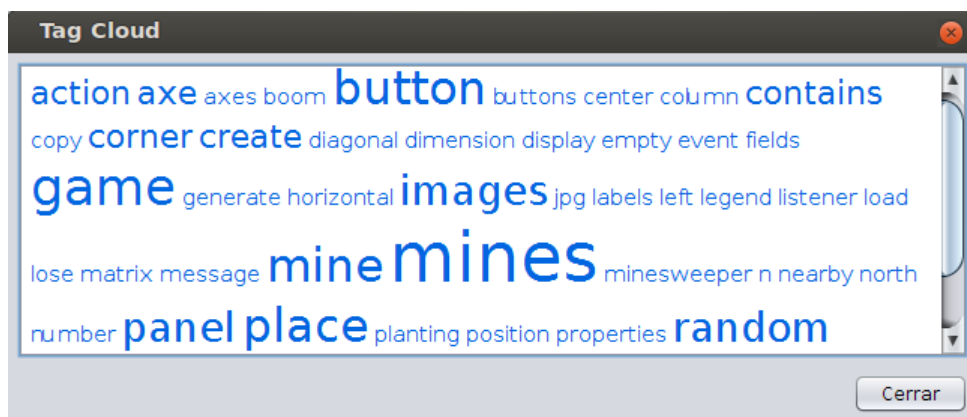 Tag Cloud
action axe axes boom button buttons center column contains
copy corner create diagonal dimension display empty event fields
game generate horizontal images jpg labels left legend listener load
lose matrix message mine mines minesweeper n nearby north
number panel place planting position properties random
Cerrar